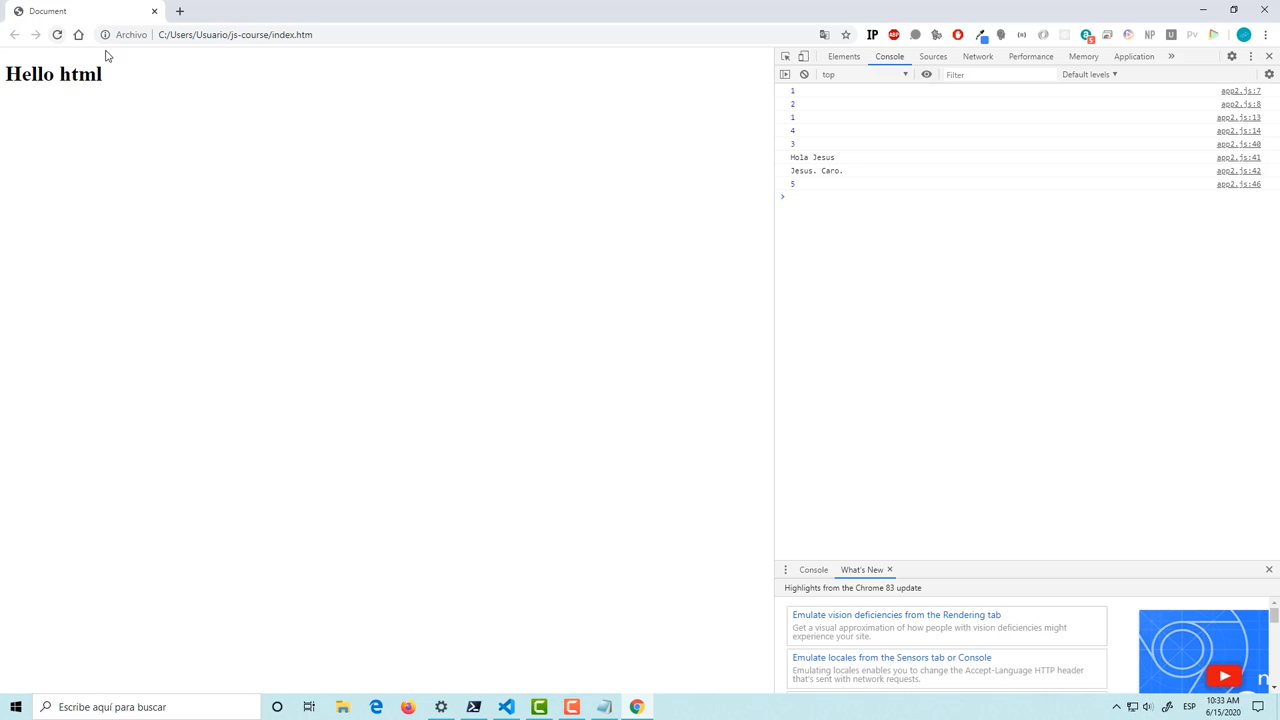 Document
Archivo C:/Users/Usuario/js-course/index.htm
IP ABP NP Pv
Hello html
Elements Console Sources Network Performance Memory Application
top Filter Default levels
1 app2.js:7
2 app2.js:8
1 app2.js:13
4 app2.js:14
3 app2.js:40
Hola Jesus app2.js:41
Jesus. Caro. app2.js:42
5 app2.js:46
Console What's New
Highlights from the Chrome 83 update
Emulate vision deficiencies from the Rendering tab
Get a visual approximation of how people with vision deficiencies might
experience your site.
Emulate locales from the Sensors tab or Console
Emulating locales enables you to change the Accept-Language HTTP header
that's sent with network requests.
Escribe aquí para buscar
ESP
10:33 AM
6/15/2020